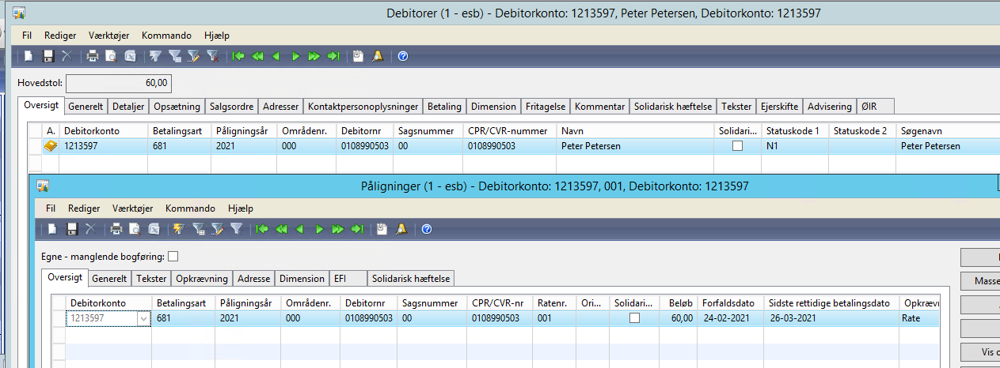 Debitorer (1 - esb) - Debitorkonto: 1213597, Peter Petersen, Debitorkonto: 1213597
Fil Rediger Værktøjer Kommando Hjælp
Hovedstol: 60,00
Oversigt Generelt Detaljer Opsætning Salgsordre Adresser Kontaktpersonoplysninger Betaling Dimension Fritagelse Kommentar Solidarisk hæftelse Tekster Ejerskifte Advisering ØIR
A. Debitorkonto Betalingsart Påligningsår Områdenr. Debitornr Sagsnummer CPR/CVR-nummer Navn Solidari... Statuskode 1 Statuskode 2 Søgenavn
1213597 681 2021 000 0108990503 00 0108990503 Peter Petersen N1 Peter Petersen
Påligninger (1 - esb) - Debitorkonto: 1213597, 001, Debitorkonto: 1213597
Fil Rediger Værktøjer Kommando Hjælp
Egne - manglende bogføring:
Oversigt Generelt Tekster Opkrævning Adresse Dimension EFI Solidarisk hæftelse
Debitorkonto Betalingsart Påligningsår Områdenr. Debitornr Sagsnummer CPR/CVR-nr Ratenr. Ori... Solidari... Beløb Forfaldsdato Sidste rettidige betalingsdato Opkræv
1213597 681 2021 000 0108990503 00 0108990503 001 60,00 24-02-2021 26-03-2021 Rate
Masse
Vis